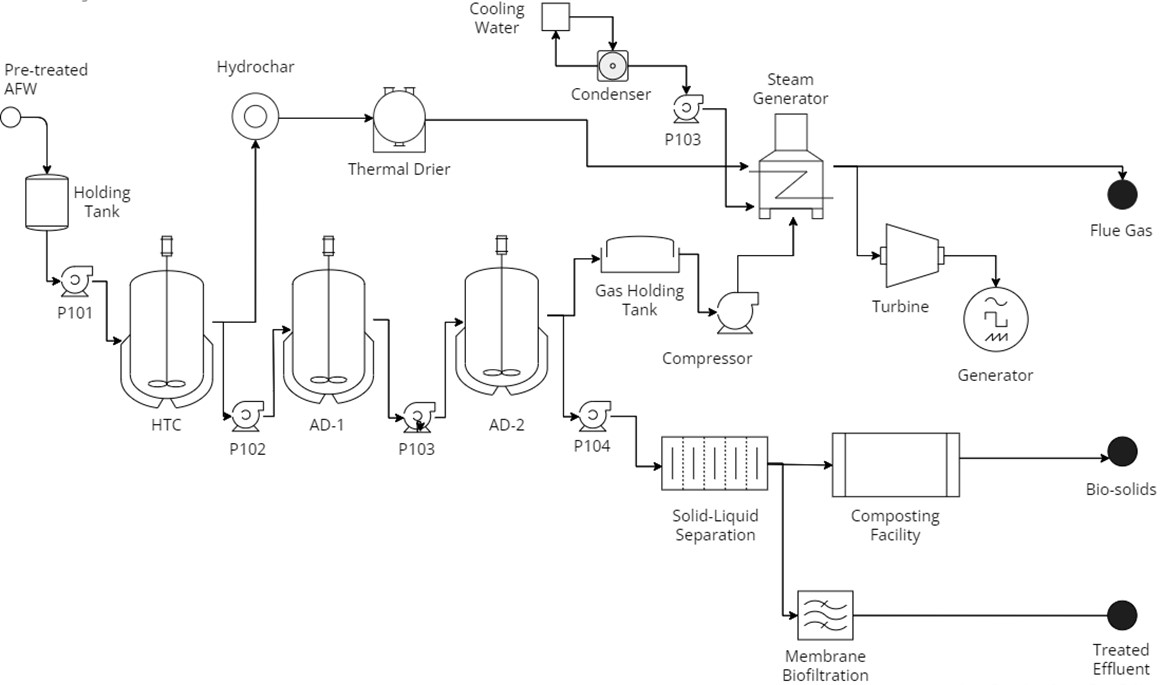 Cooling
Water
Pre-treated
AFW
Hydrochar
Condenser
Steam
Generator
P103
Thermal Drier
Holding
Tank
Flue Gas
P101
Gas Holding
Tank
Turbine
Compressor
Generator
HTC
AD-1
AD-2
P102
P103
P104
Bio-solids
Solid-Liquid
Separation
Composting
Facility
Membrane
Biofiltration
Treated
Effluent